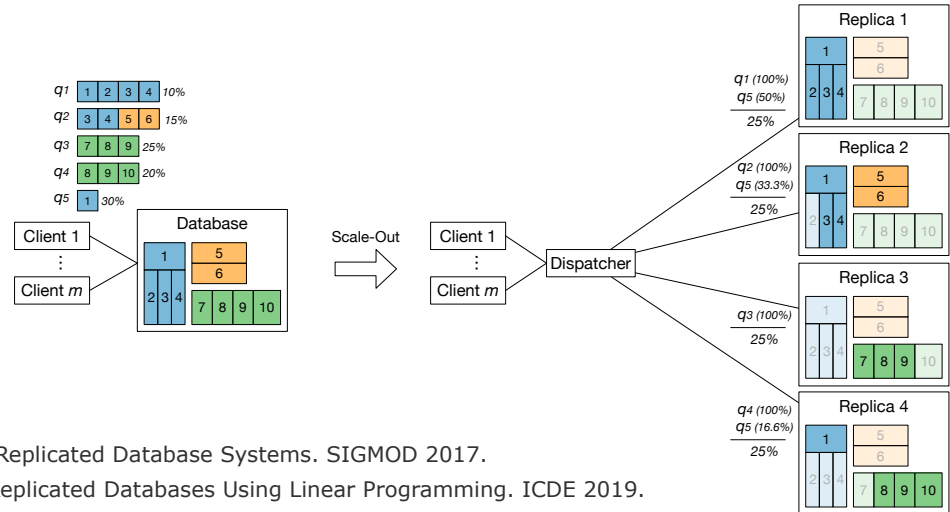 q1 1 2 3 4 10%
q2 3 4 5 6 15%
q3 7 8 9 25%
q4 8 9 10 20%
q5 1 30%
Client 1
⋮
Client m
Database
1
2 3 4
5
6
7 8 9 10
Scale-Out
Client 1
⋮
Client m
Dispatcher
q1 (100%)
q5 (50%)
25%
Replica 1
1
2 3 4
5
6
7 8 9 10
q2 (100%)
q5 (33.3%)
25%
Replica 2
1
2 3 4
5
6
7 8 9 10
q3 (100%)
25%
Replica 3
1
2 3 4
5
6
7 8 9 10
q4 (100%)
q5 (16.6%)
25%
Replica 4
1
2 3 4
5
6
7 8 9 10
Replicated Database Systems. SIGMOD 2017.
eplicated Databases Using Linear Programming. ICDE 2019.